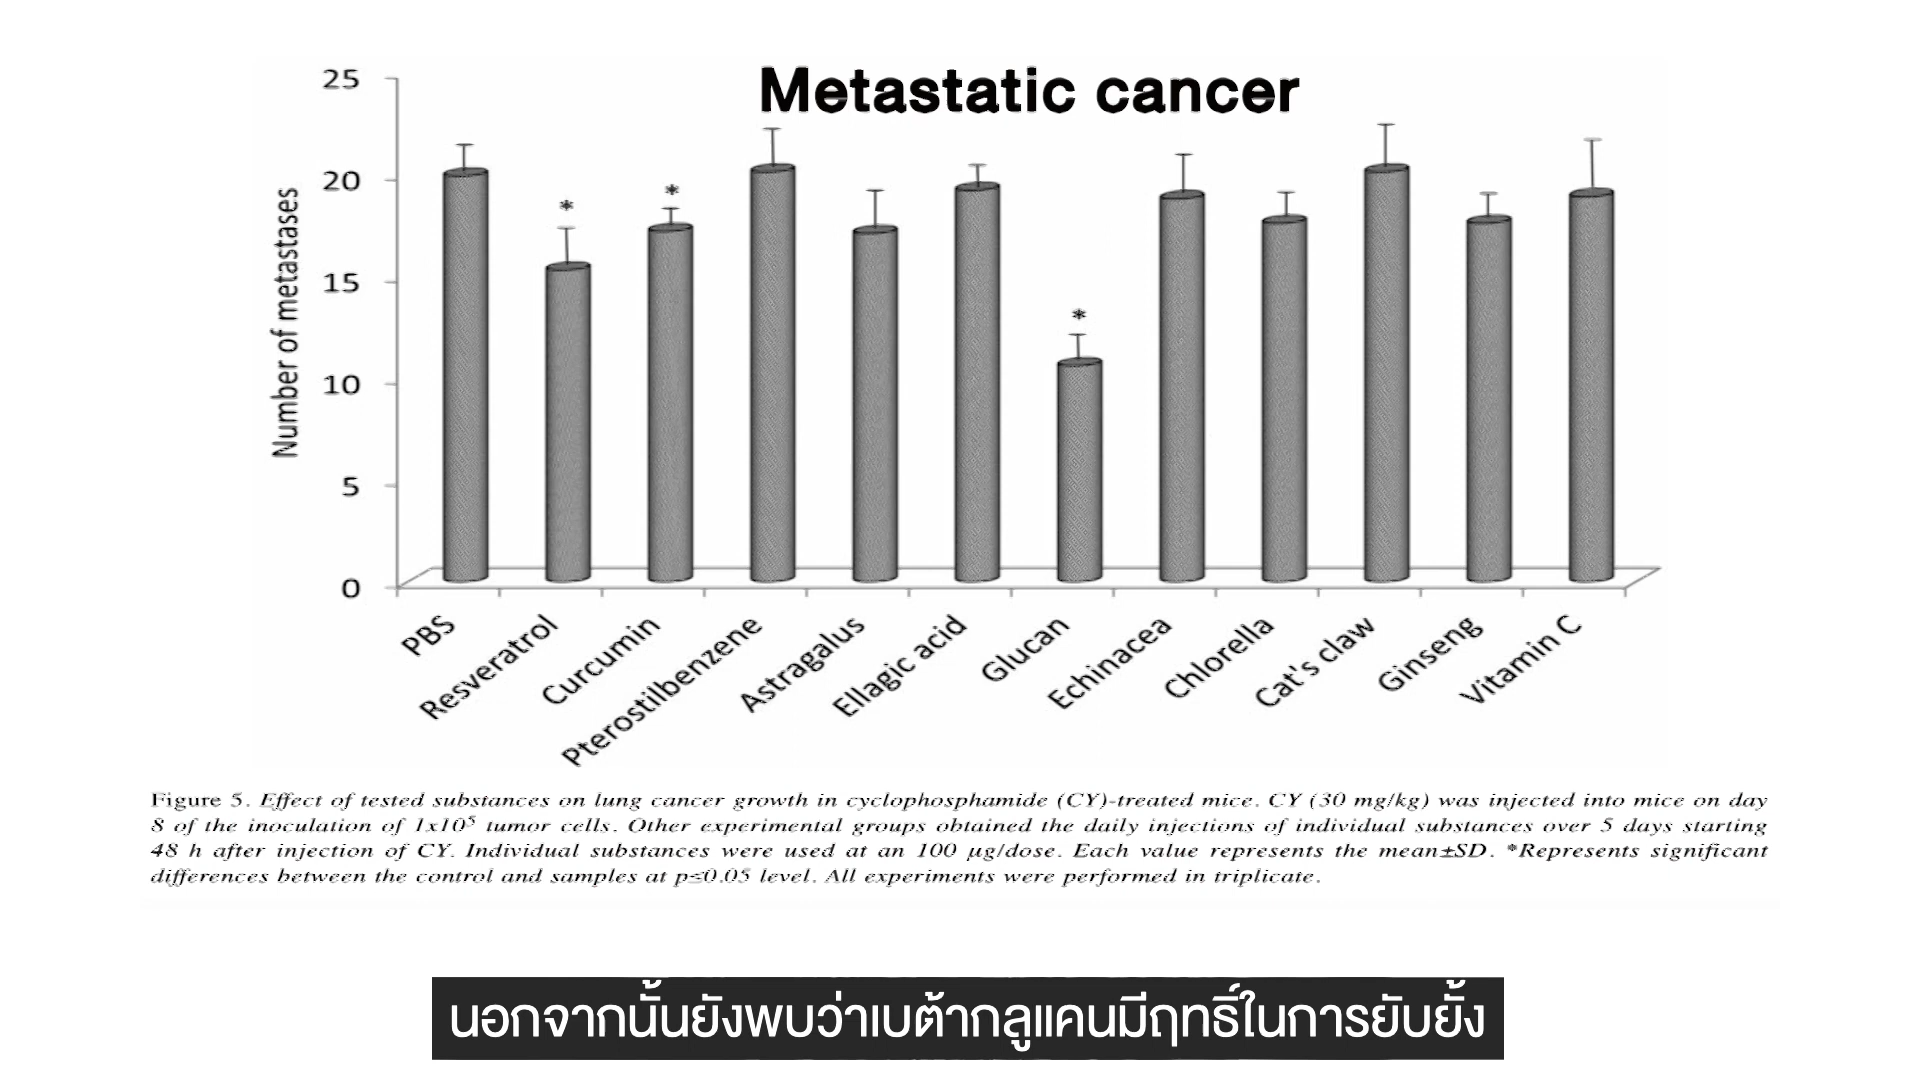 Metastatic cancer
25
20
15
10
5
0
Number of metastases
*
*
*
PBS
Resveratrol
Curcumin
Pterostilbenzene
Astragalus
Ellagic acid
Glucan
Echinacea
Chlorella
Cat's claw
Ginseng
Vitamin C
Figure 5. Effect of tested substances on lung cancer growth in cyclophosphamide (CY)-treated mice. CY (30 mg/kg) was injected into mice on day
8 of the inoculation of 1x10⁵ tumor cells. Other experimental groups obtained the daily injections of individual substances over 5 days starting
48 h after injection of CY. Individual substances were used at an 100 μg/dose. Each value represents the mean±SD. *Represents significant
differences between the control and samples at p≤0.05 level. All experiments were performed in triplicate.
นอกจากนั้นยังพบว่าเบต้ากลูแคนมีฤทธิ์ในการยับยั้ง